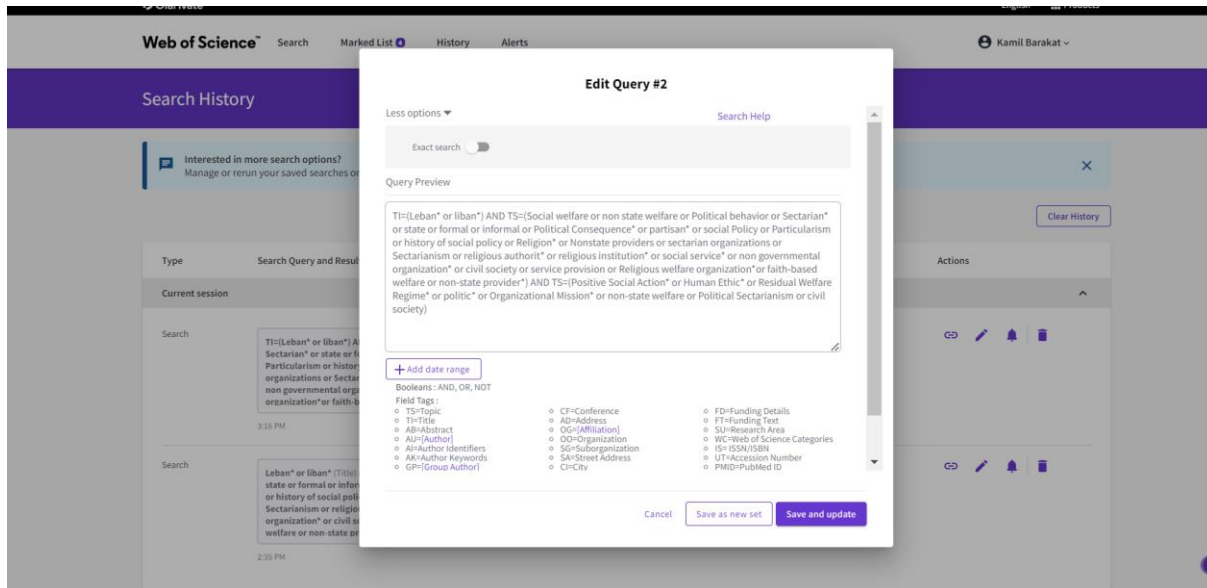 Clarivate
English
Products
Web of Science™
Search
Marked List
History
Alerts
Kamil Barakat
Search History
Interested in more search options?
Manage or rerun your saved searches or
Clear History
Type
Search Query and Resul
Actions
Current session
Search
TI=(Leban* or liban*) A
Sectarian* or state or fo
Particularism or history
organizations or Sectar
non governmental orga
organization*or faith-b
3:16 PM
Search
Leban* or liban* (Title)
state or formal or infor
or history of social poli
Sectarianism or religio
organization* or civil so
welfare or non-state pr
2:35 PM
Edit Query #2
Less options
Search Help
Exact search
Query Preview
TI=(Leban* or liban*) AND TS=(Social welfare or non state welfare or Political behavior or Sectarian*
or state or formal or informal or Political Consequence* or partisan* or social Policy or Particularism
or history of social policy or Religion* or Nonstate providers or sectarian organizations or
Sectarianism or religious authorit* or religious institution* or social service* or non governmental
organization* or civil society or service provision or Religious welfare organization*or faith-based
welfare or non-state provider*) AND TS=(Positive Social Action* or Human Ethic* or Residual Welfare
Regime* or politic* or Organizational Mission* or non-state welfare or Political Sectarianism or civil
society)
+ Add date range
Booleans : AND, OR, NOT
Field Tags :
TS=Topic
TI=Title
AB=Abstract
AU=[Author]
AI=Author Identifiers
AK=Author Keywords
GP=[Group Author]
CF=Conference
AD=Address
OG=[Affiliation]
OO=Organization
SG=Suborganization
SA=Street Address
CI=City
FD=Funding Details
FT=Funding Text
SU=Research Area
WC=Web of Science Categories
IS= ISSN/ISBN
UT=Accession Number
PMID=PubMed ID
Cancel
Save as new set
Save and update